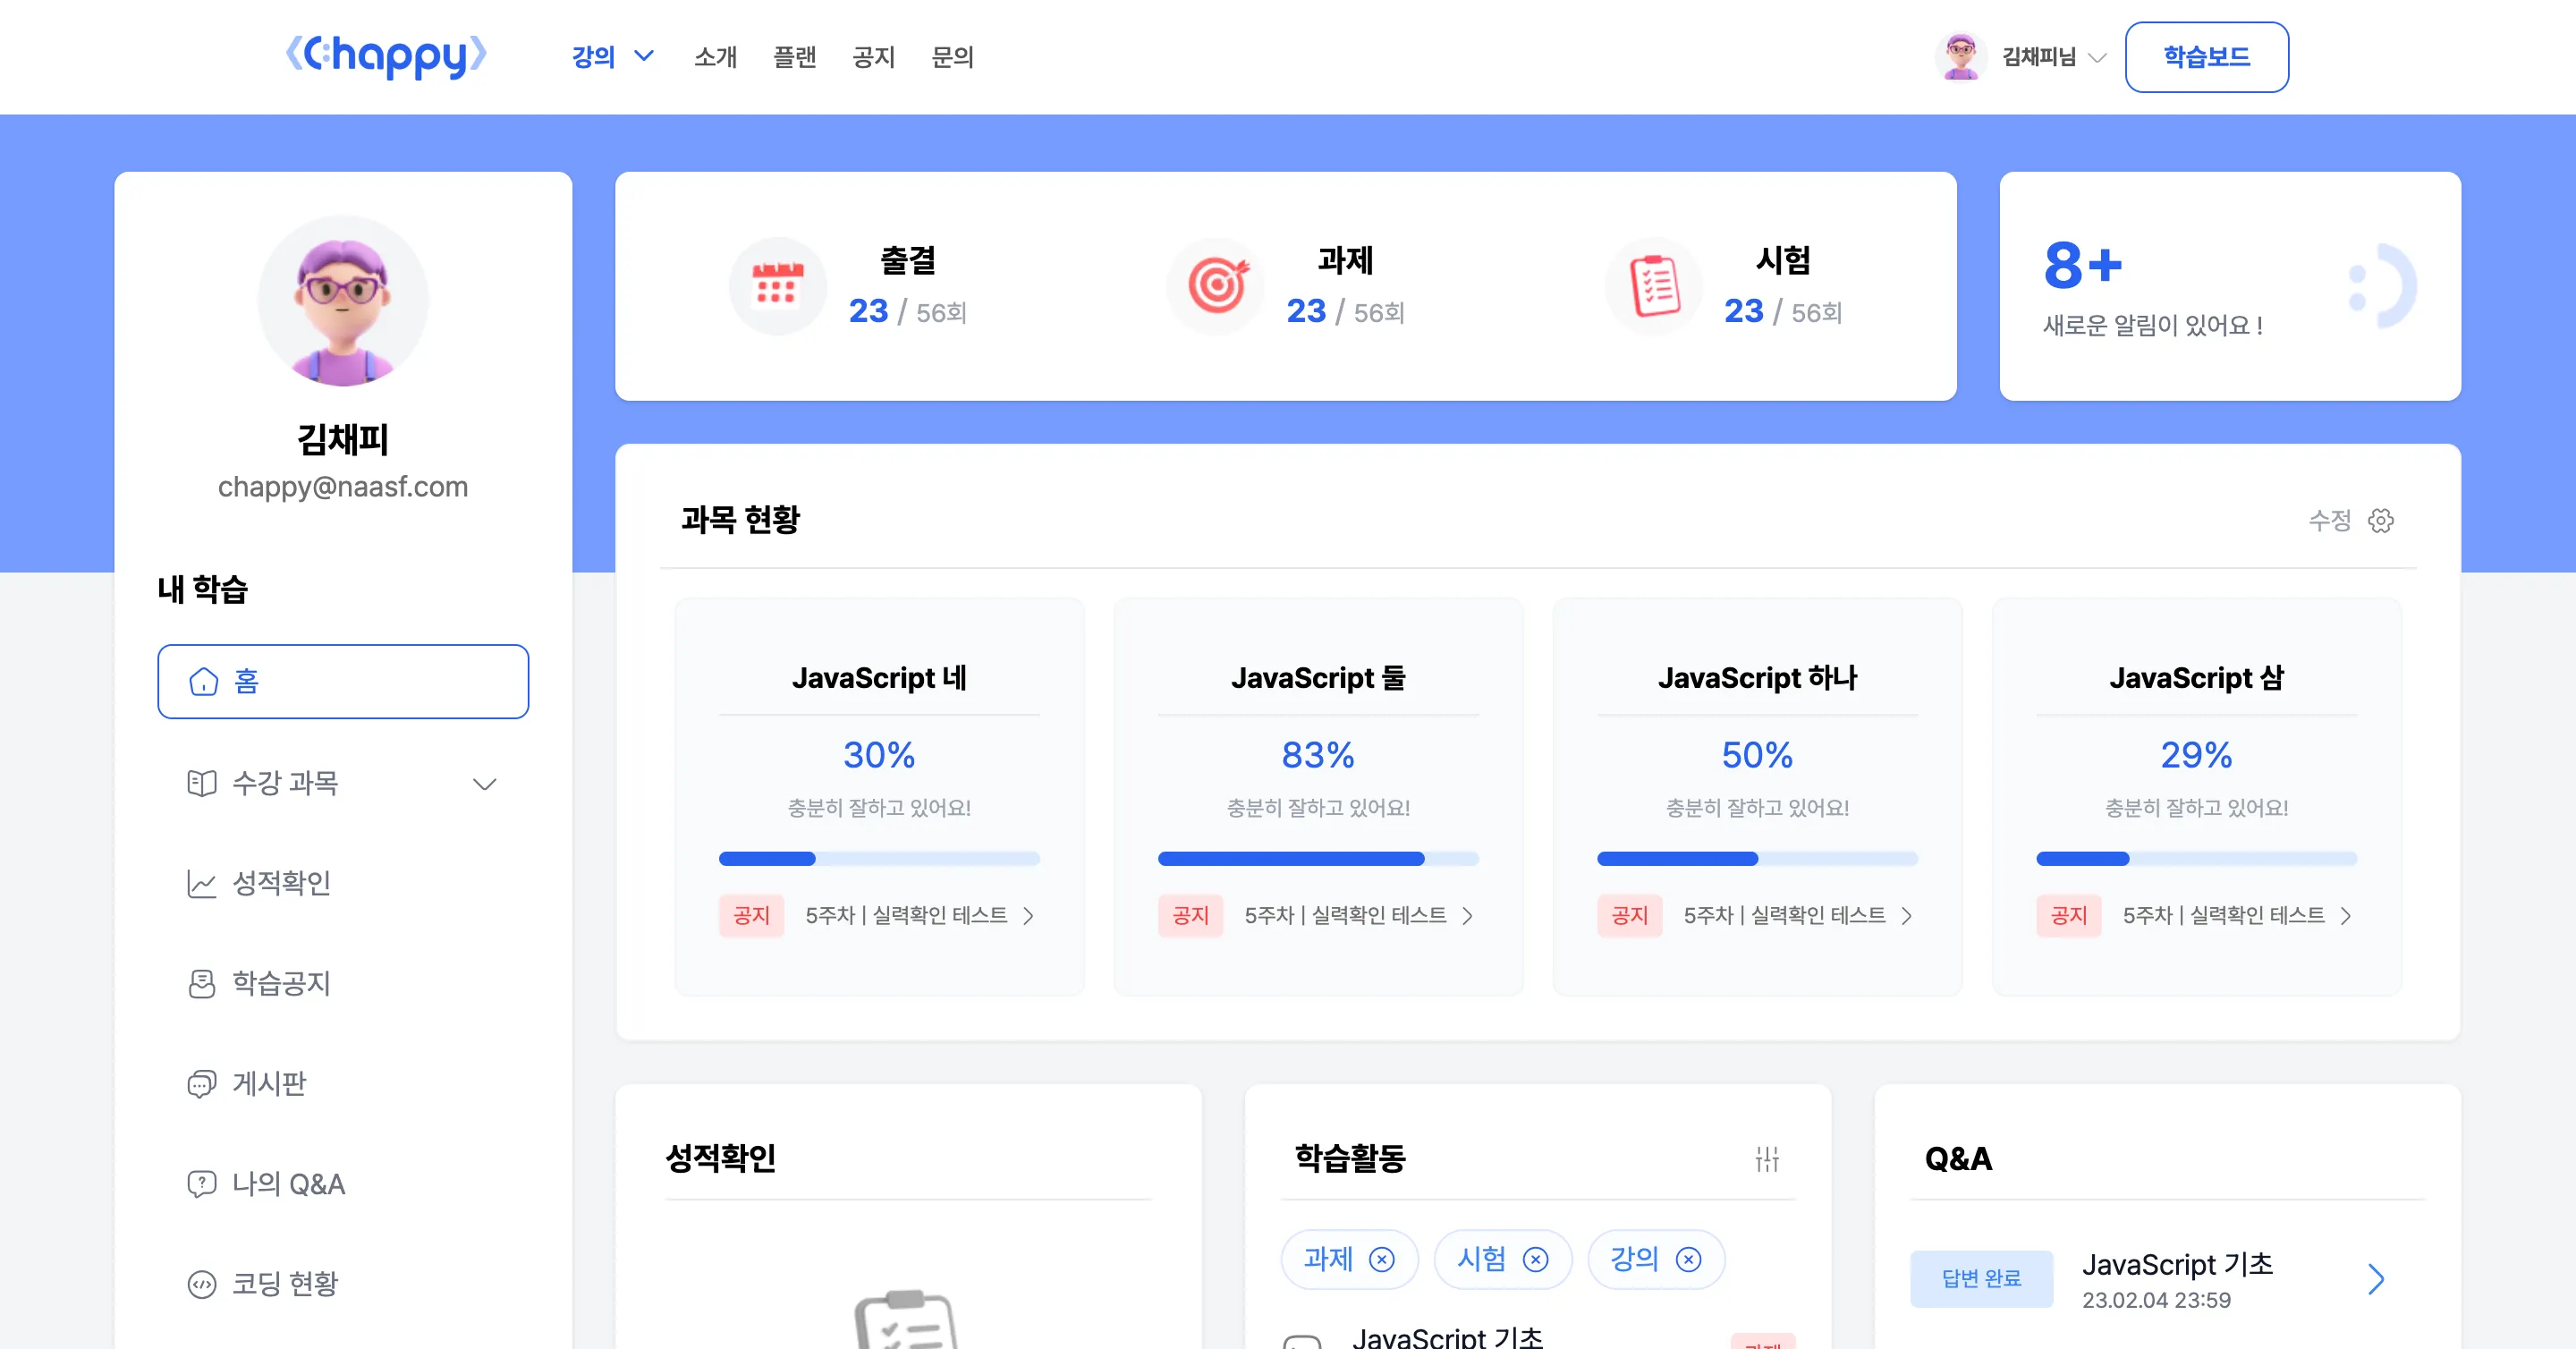 Chappy
강의
소개
플랜
공지
문의
김채피님
학습보드
김채피
chappy@naasf.com
내 학습
홈
수강 과목
성적확인
학습공지
게시판
나의 Q&A
코딩 현황
출결
23 / 56회
과제
23 / 56회
시험
23 / 56회
8+
새로운 알림이 있어요 !
과목 현황
수정
JavaScript 네
30%
충분히 잘하고 있어요!
공지 5주차 | 실력확인 테스트
JavaScript 둘
83%
충분히 잘하고 있어요!
공지 5주차 | 실력확인 테스트
JavaScript 하나
50%
충분히 잘하고 있어요!
공지 5주차 | 실력확인 테스트
JavaScript 삼
29%
충분히 잘하고 있어요!
공지 5주차 | 실력확인 테스트
성적확인
학습활동
과제
시험
강의
JavaScript 기초
Q&A
답변 완료
JavaScript 기초
23.02.04 23:59